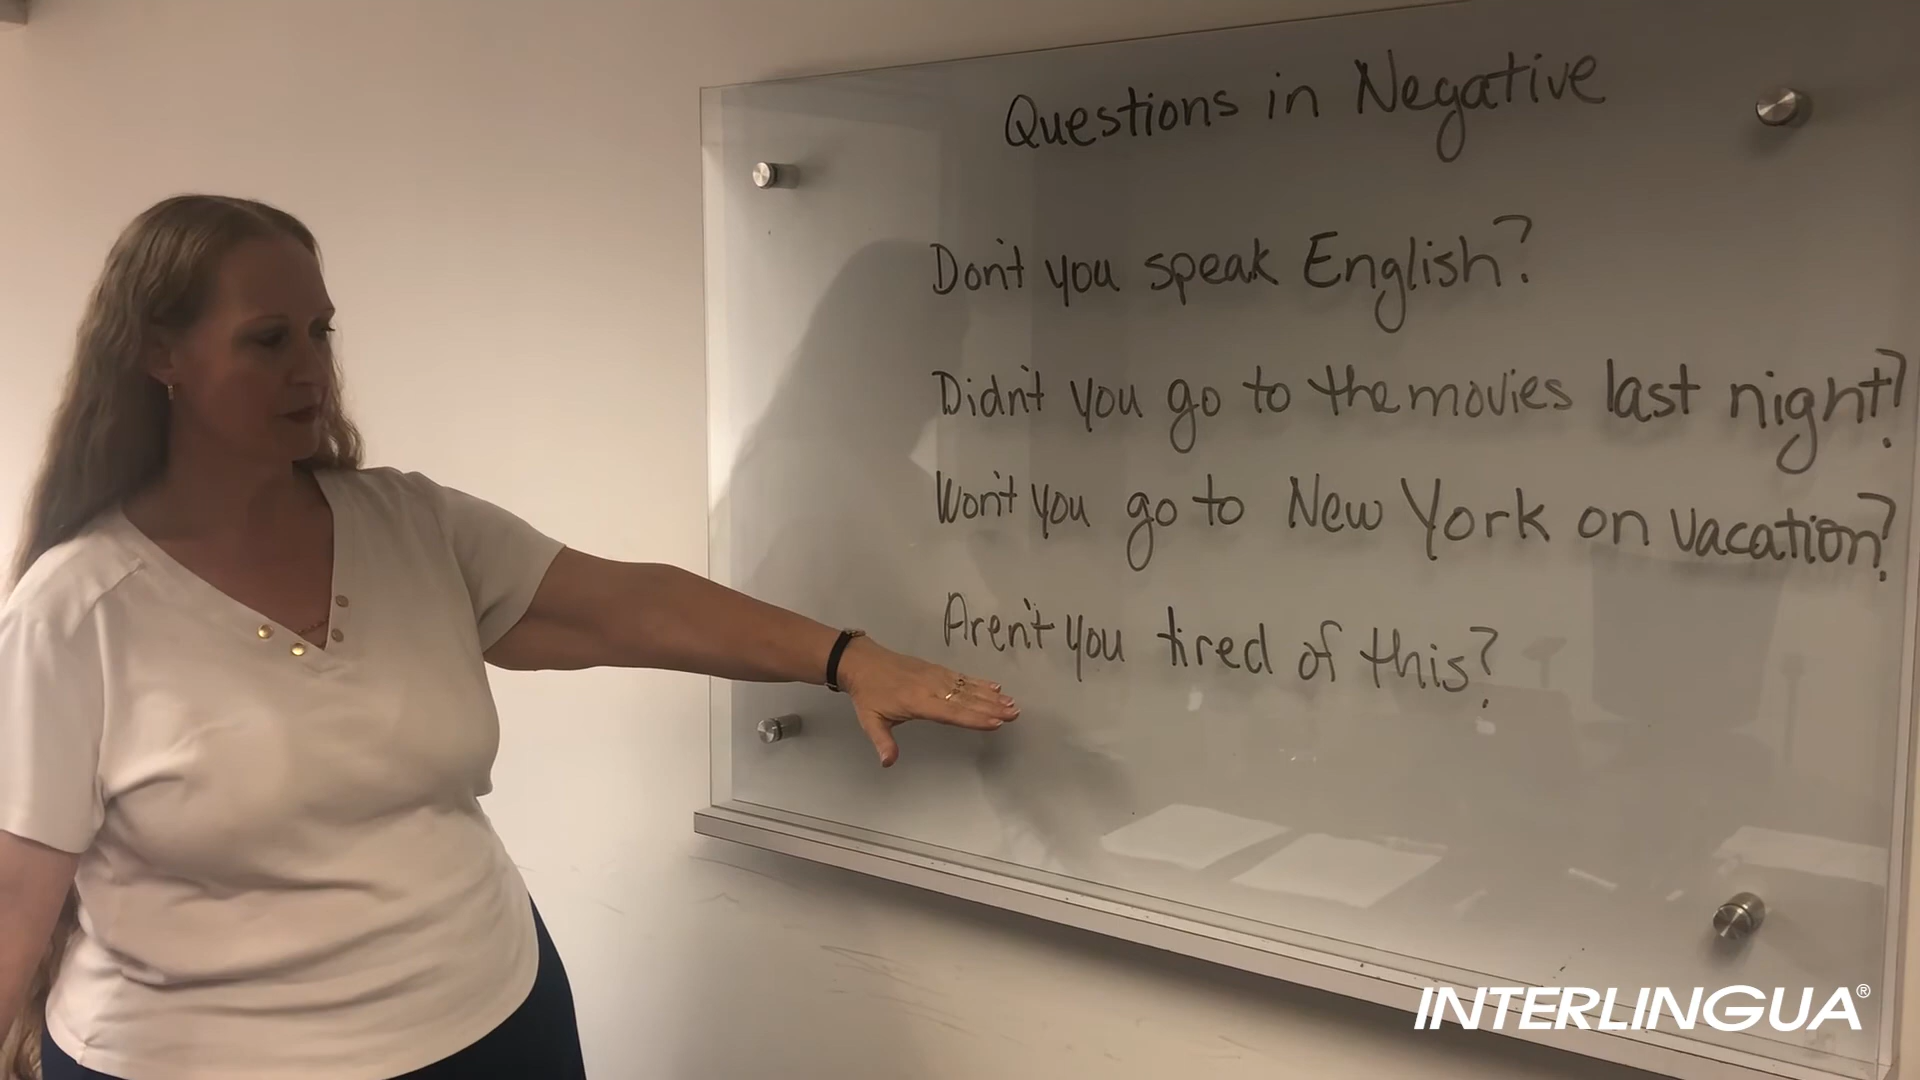 Questions in Negative
Don't you speak English?
Didn't you go to the movies last night?
Won't you go to New York on vacation?
Aren't you tired of this?
INTERLINGUA®